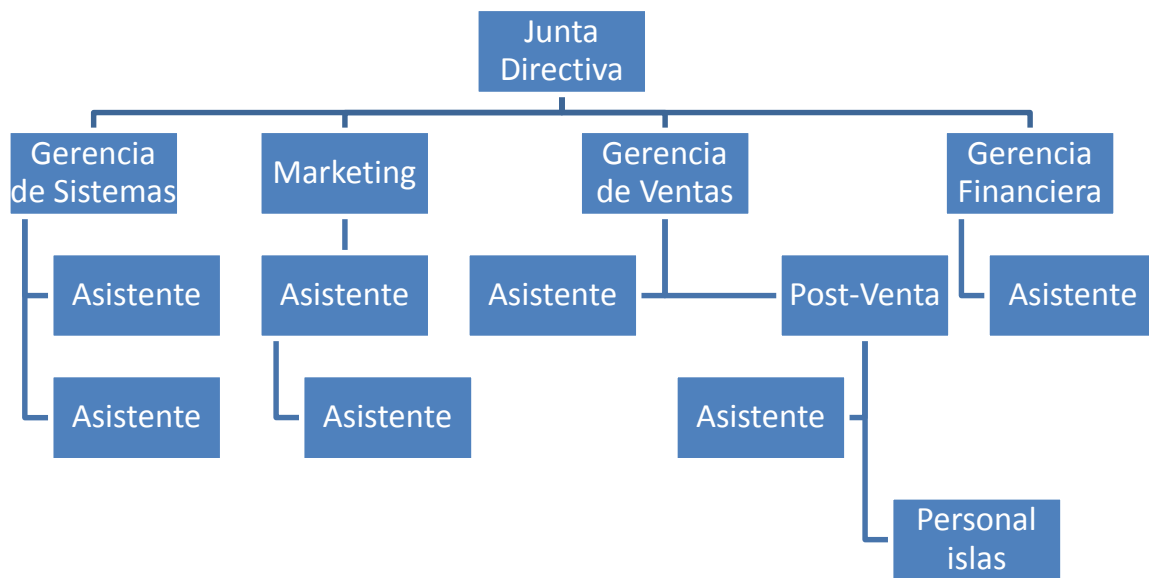 Junta
Directiva
Gerencia
de Sistemas
Marketing
Gerencia
de Ventas
Gerencia
Financiera
Asistente
Asistente
Asistente
Post-Venta
Asistente
Asistente
Asistente
Asistente
Personal
islas